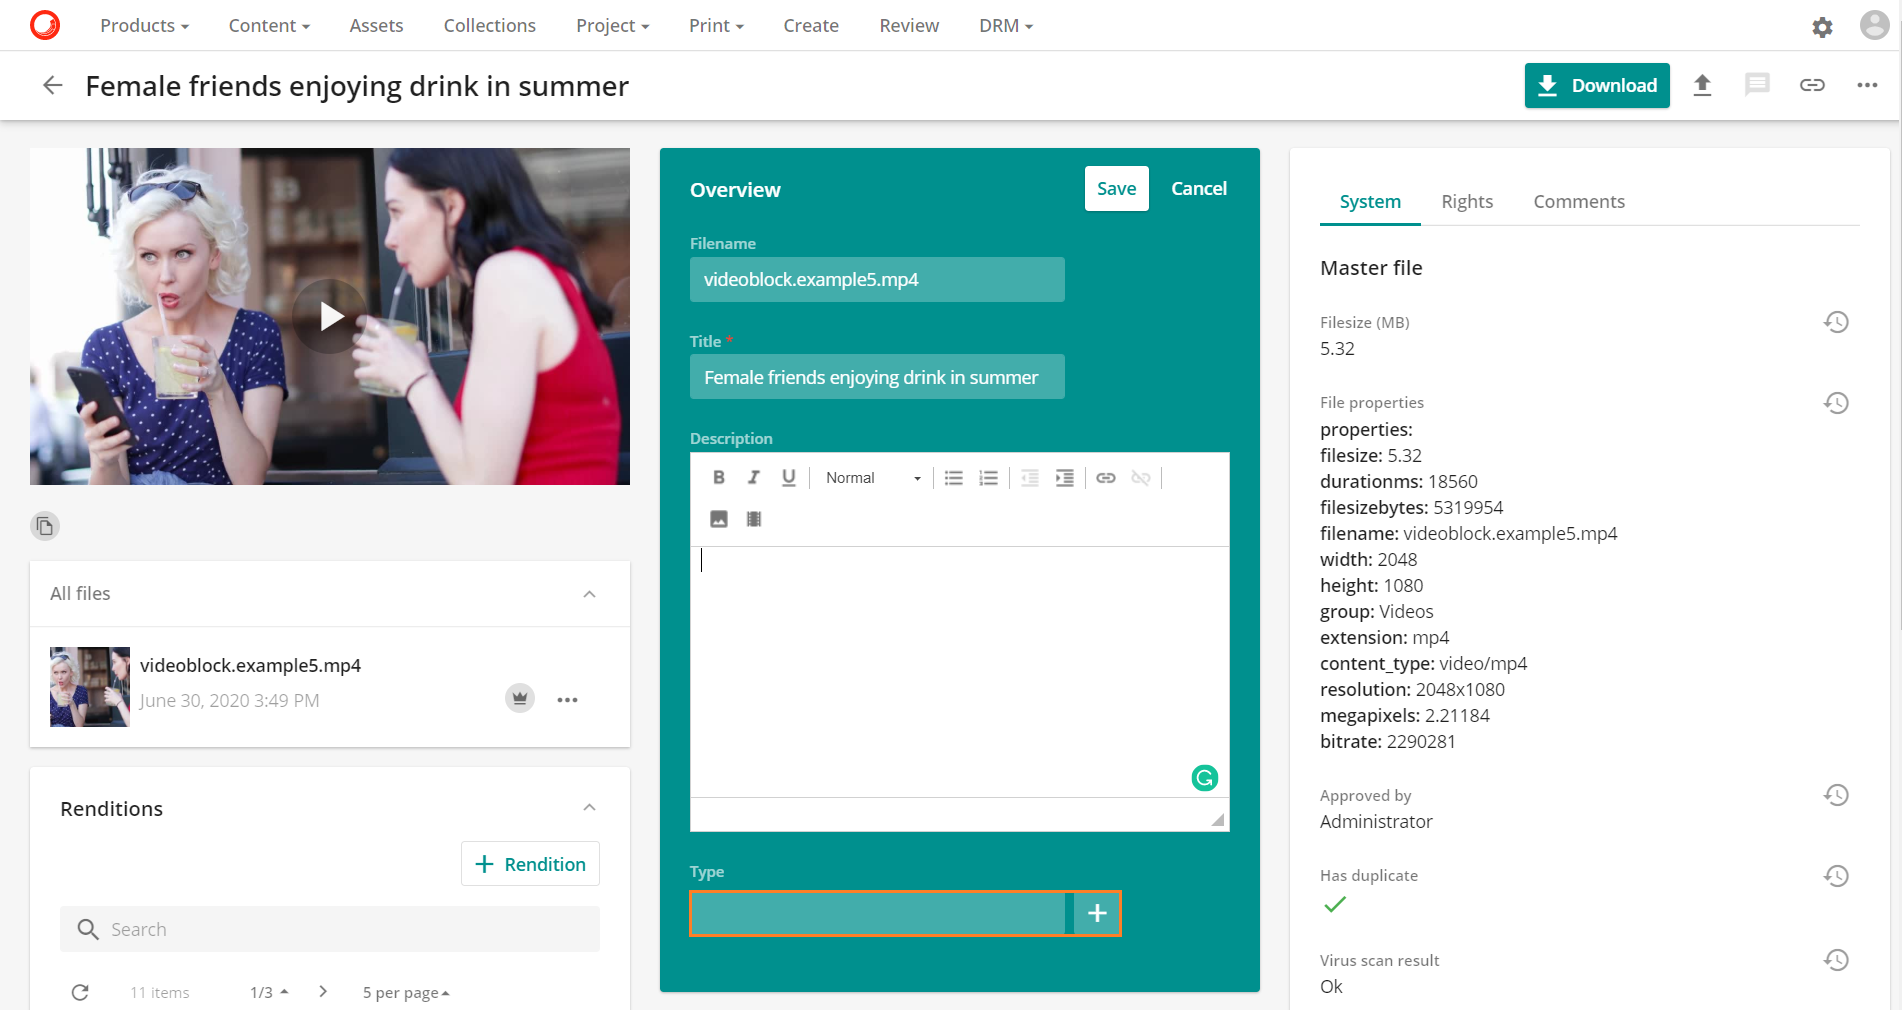 Products
Content
Assets
Collections
Project
Print
Create
Review
DRM
Female friends enjoying drink in summer
Download
All files
videoblock.example5.mp4
June 30, 2020 3:49 PM
Renditions
Rendition
Search
11 items
1/3
5 per page
Overview
Save
Cancel
Filename
videoblock.example5.mp4
Title *
Female friends enjoying drink in summer
Description
B I U Normal
Type
System
Rights
Comments
Master file
Filesize (MB)
5.32
File properties
properties:
filesize: 5.32
durationms: 18560
filesizebytes: 5319954
filename: videoblock.example5.mp4
width: 2048
height: 1080
group: Videos
extension: mp4
content_type: video/mp4
resolution: 2048x1080
megapixels: 2.21184
bitrate: 2290281
Approved by
Administrator
Has duplicate
Virus scan result
Ok